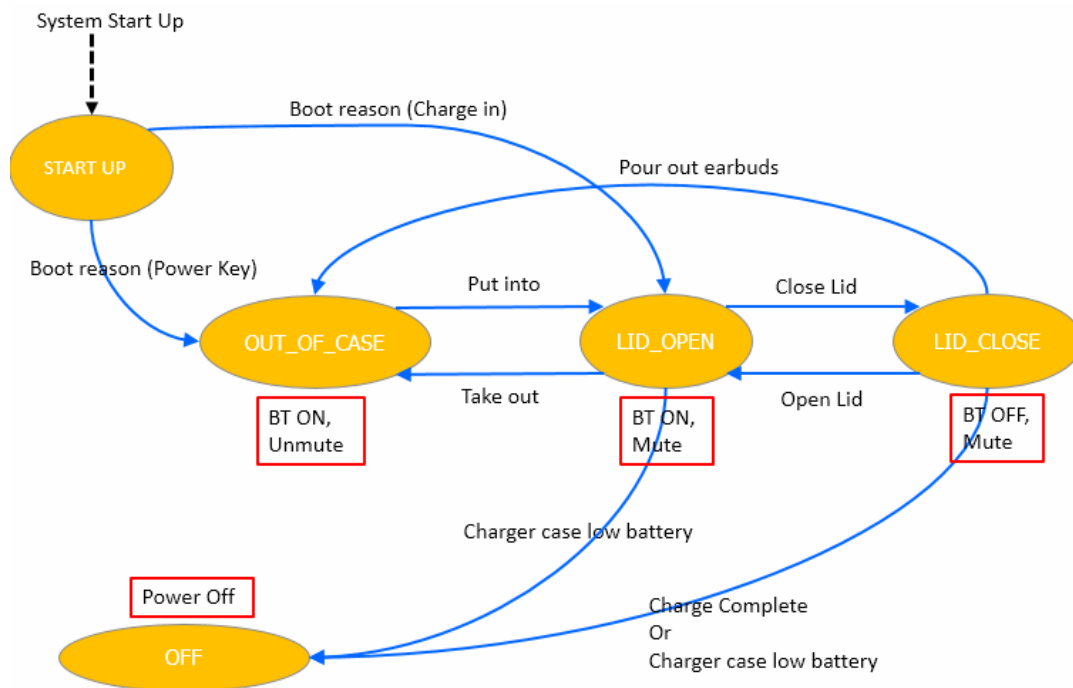 System Start Up
Boot reason (Charge in)
START UP
Pour out earbuds
Boot reason (Power Key)
Put into
Close Lid
OUT_OF_CASE
LID_OPEN
LID_CLOSE
Take out
Open Lid
BT ON,
Unmute
BT ON,
Mute
BT OFF,
Mute
Charger case low battery
Power Off
Charge Complete
Or
Charger case low battery
OFF